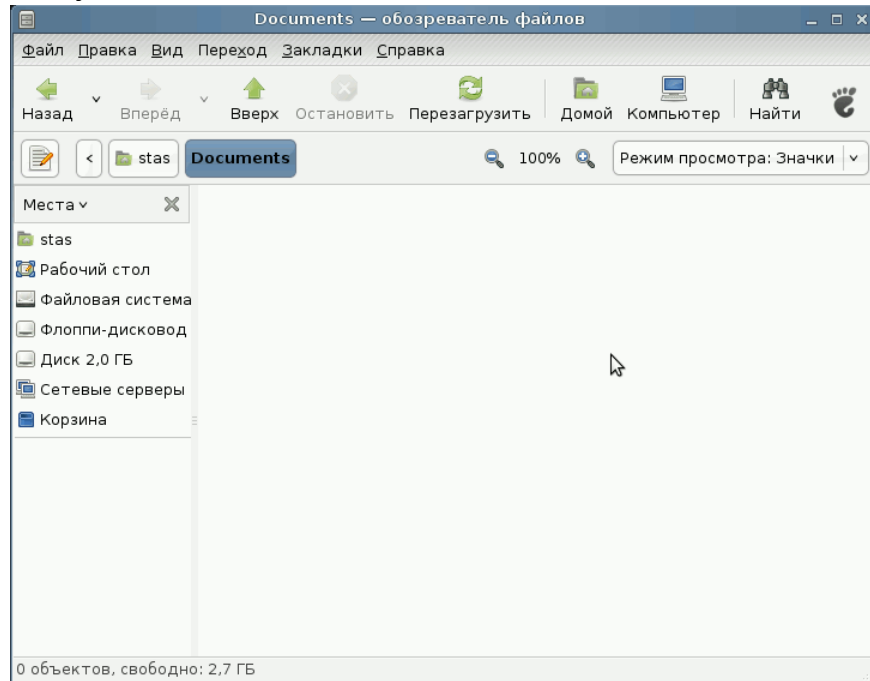 Documents — обозреватель файлов
Файл Правка Вид Переход Закладки Справка
Назад Вперёд Вверх Остановить Перезагрузить Домой Компьютер Найти
stas Documents 100% Режим просмотра: Значки
Места
stas
Рабочий стол
Файловая система
Флоппи-дисковод
Диск 2,0 ГБ
Сетевые серверы
Корзина
0 объектов, свободно: 2,7 ГБ